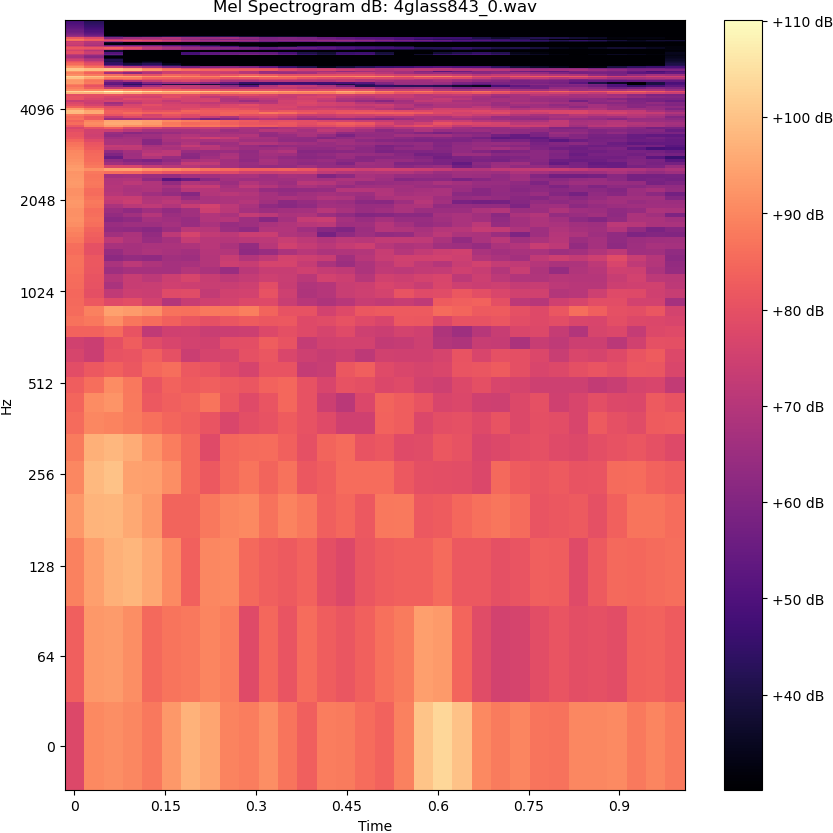 Mel Spectrogram dB: 4glass843_0.wav
+110 dB
+100 dB
+90 dB
+80 dB
+70 dB
+60 dB
+50 dB
+40 dB
4096
2048
1024
512
256
128
64
0
Hz
0
0.15
0.3
0.45
0.6
0.75
0.9
Time